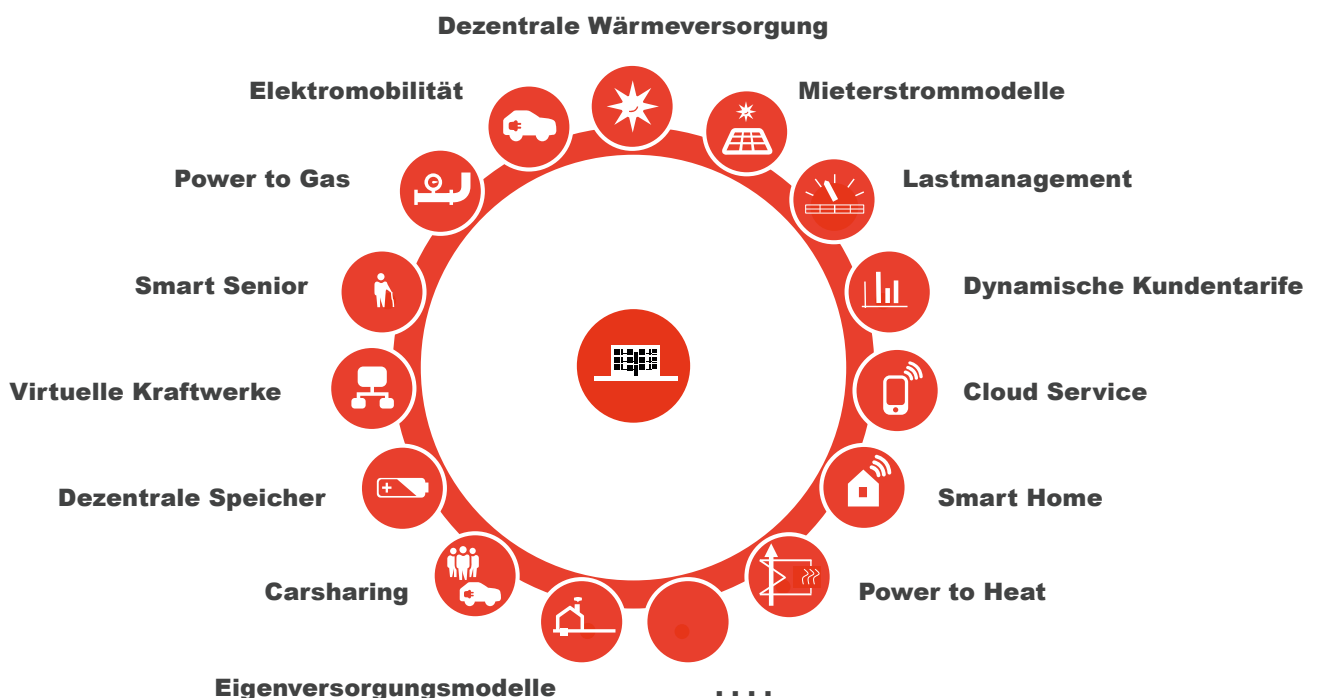 Dezentrale Wärmeversorgung
Elektromobilität
Mieterstrommodelle
Power to Gas
Lastmanagement
Smart Senior
Dynamische Kundentarife
Virtuelle Kraftwerke
Cloud Service
Dezentrale Speicher
Smart Home
Carsharing
Power to Heat
Eigenversorgungsmodelle
. . . .